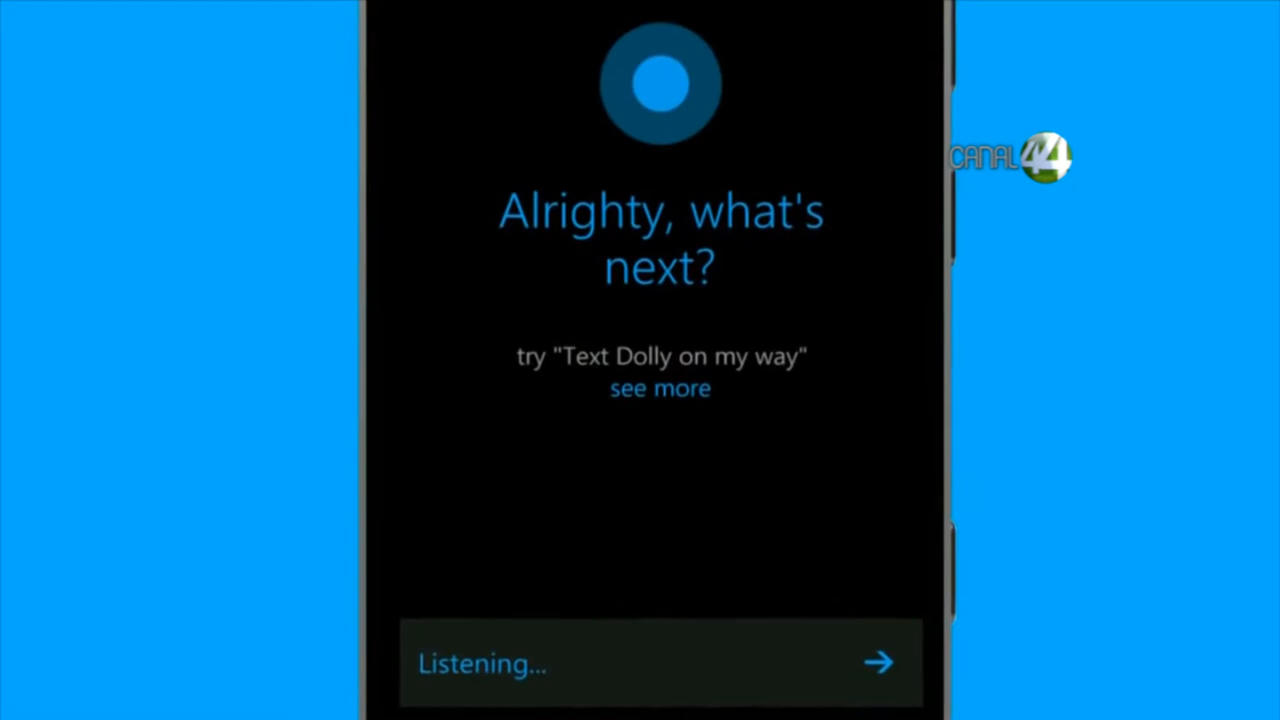 CANAL 44
Alrighty, what's
next?
try "Text Dolly on my way"
see more
Listening...